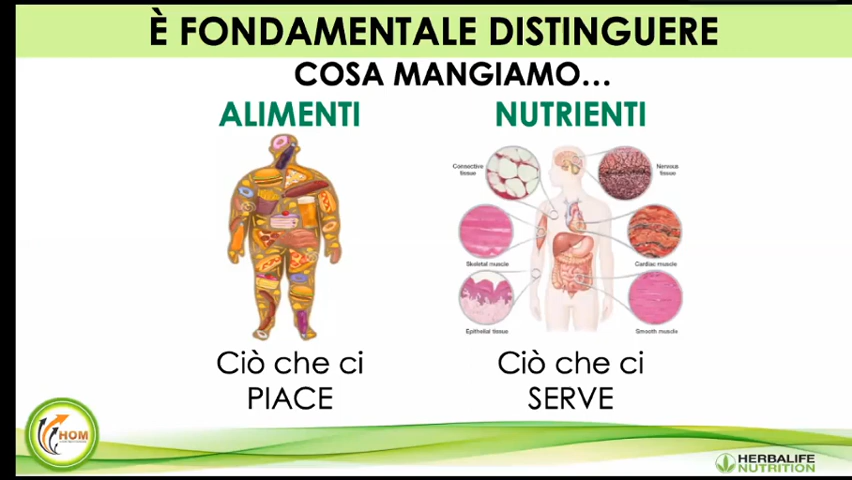 È FONDAMENTALE DISTINGUERE
COSA MANGIAMO...
ALIMENTI
NUTRIENTI
Connective
tissue
Nervous
tissue
Skeletal muscle
Cardiac muscle
Epithelial tissue
Smooth muscle
Ciò che ci
PIACE
Ciò che ci
SERVE
HOM
HERBALIFE
NUTRITION